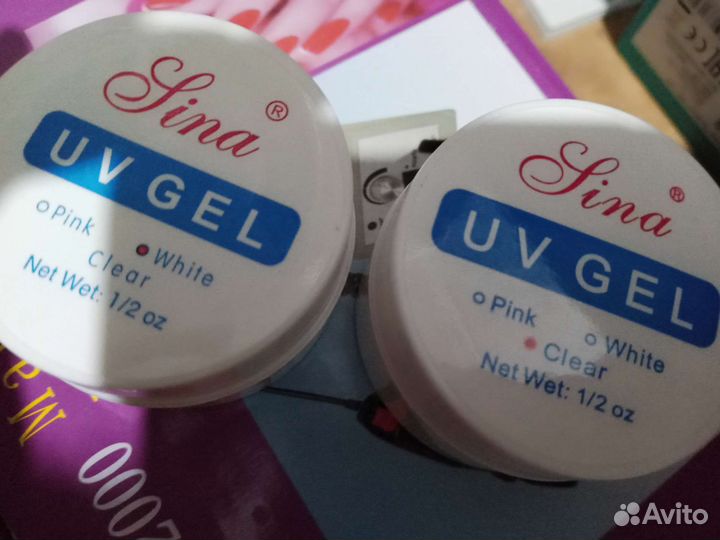 Sina ®
UV GEL
Pink
White
Clear
Net Wet: 1/2 oz
Sina ®
UV GEL
Pink
White
Clear
Net Wet: 1/2 oz
2000
Avito